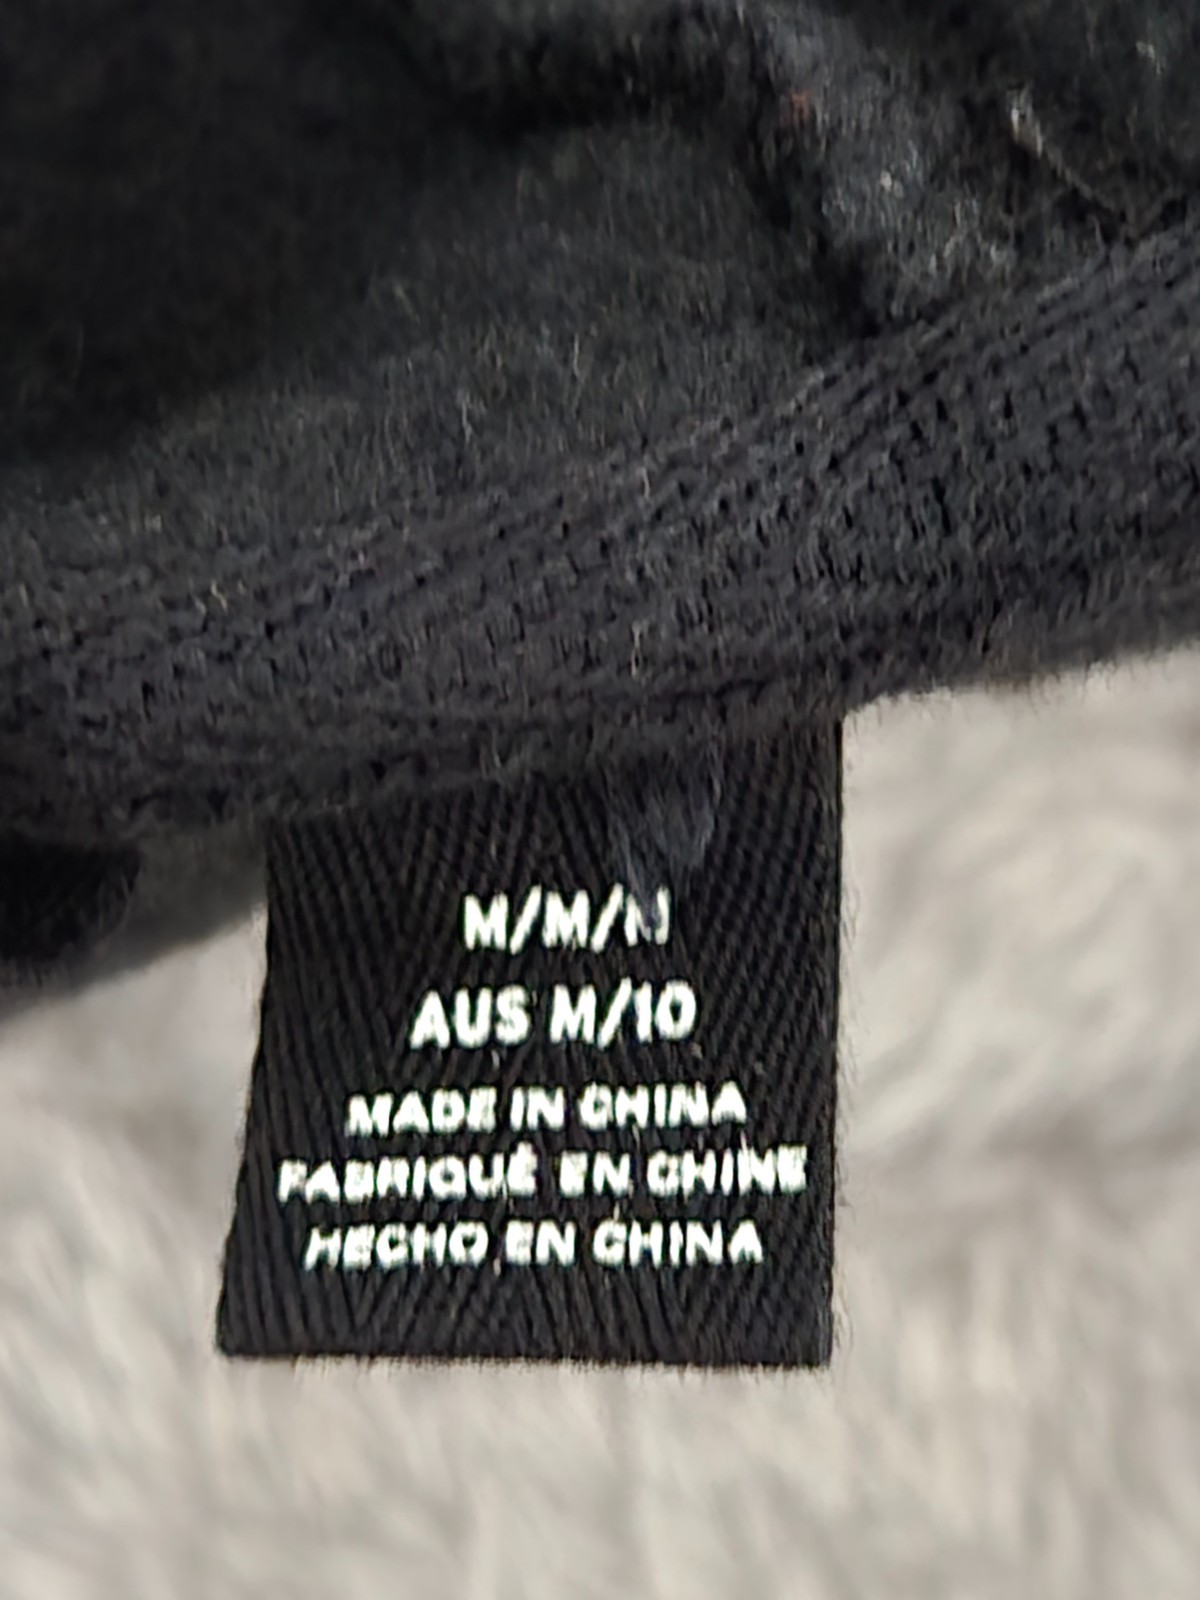 M/M/M
AUS M/10
MADE IN CHINA
FABRIQUÉ EN CHINE
HECHO EN CHINA